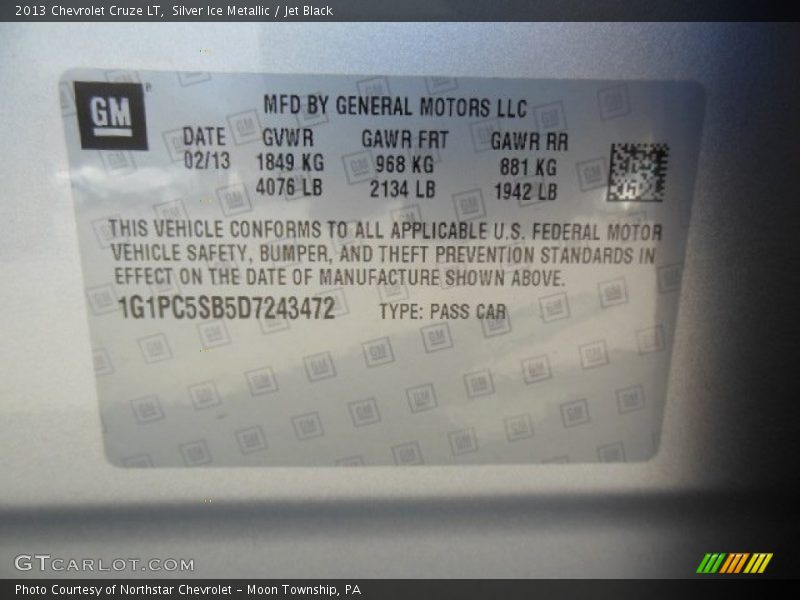 2013 Chevrolet Cruze LT, Silver Ice Metallic / Jet Black
GM
MFD BY GENERAL MOTORS LLC
DATE GVWR GAWR FRT GAWR RR
02/13 1849 KG 968 KG 881 KG
4076 LB 2134 LB 1942 LB
THIS VEHICLE CONFORMS TO ALL APPLICABLE U.S. FEDERAL MOTOR
VEHICLE SAFETY, BUMPER, AND THEFT PREVENTION STANDARDS IN
EFFECT ON THE DATE OF MANUFACTURE SHOWN ABOVE.
1G1PC5SB5D7243472 TYPE: PASS CAR
GTCARLOT.COM
Photo Courtesy of Northstar Chevrolet - Moon Township, PA